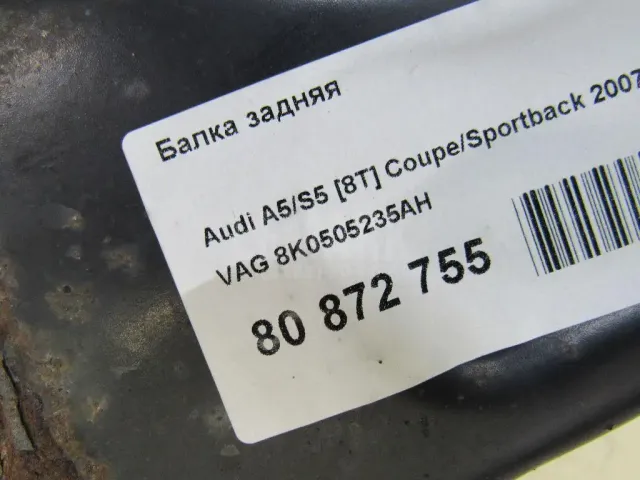 Балка задняя
Audi A5/S5 [8T] Coupe/Sportback 2007
VAG 8K0505235AH
80 872 755